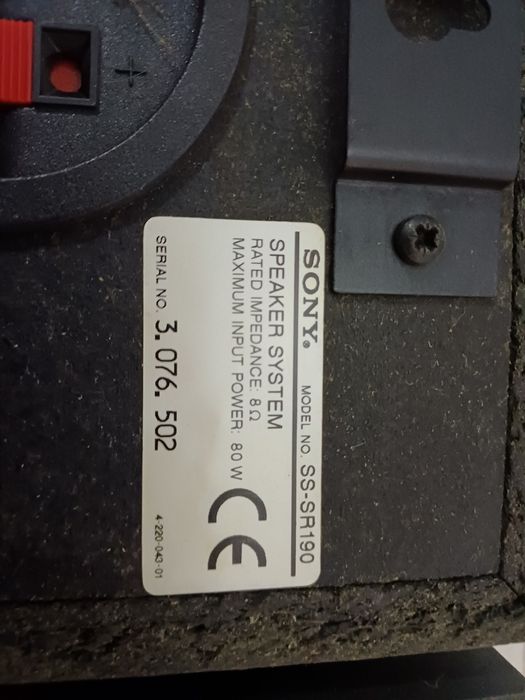 +
SONY® MODEL NO. SS-SR190
SPEAKER SYSTEM
RATED IMPEDANCE: 8 Ω
MAXIMUM INPUT POWER: 80 W
CE
SERIAL NO. 3. 076. 502
4-220-043-01